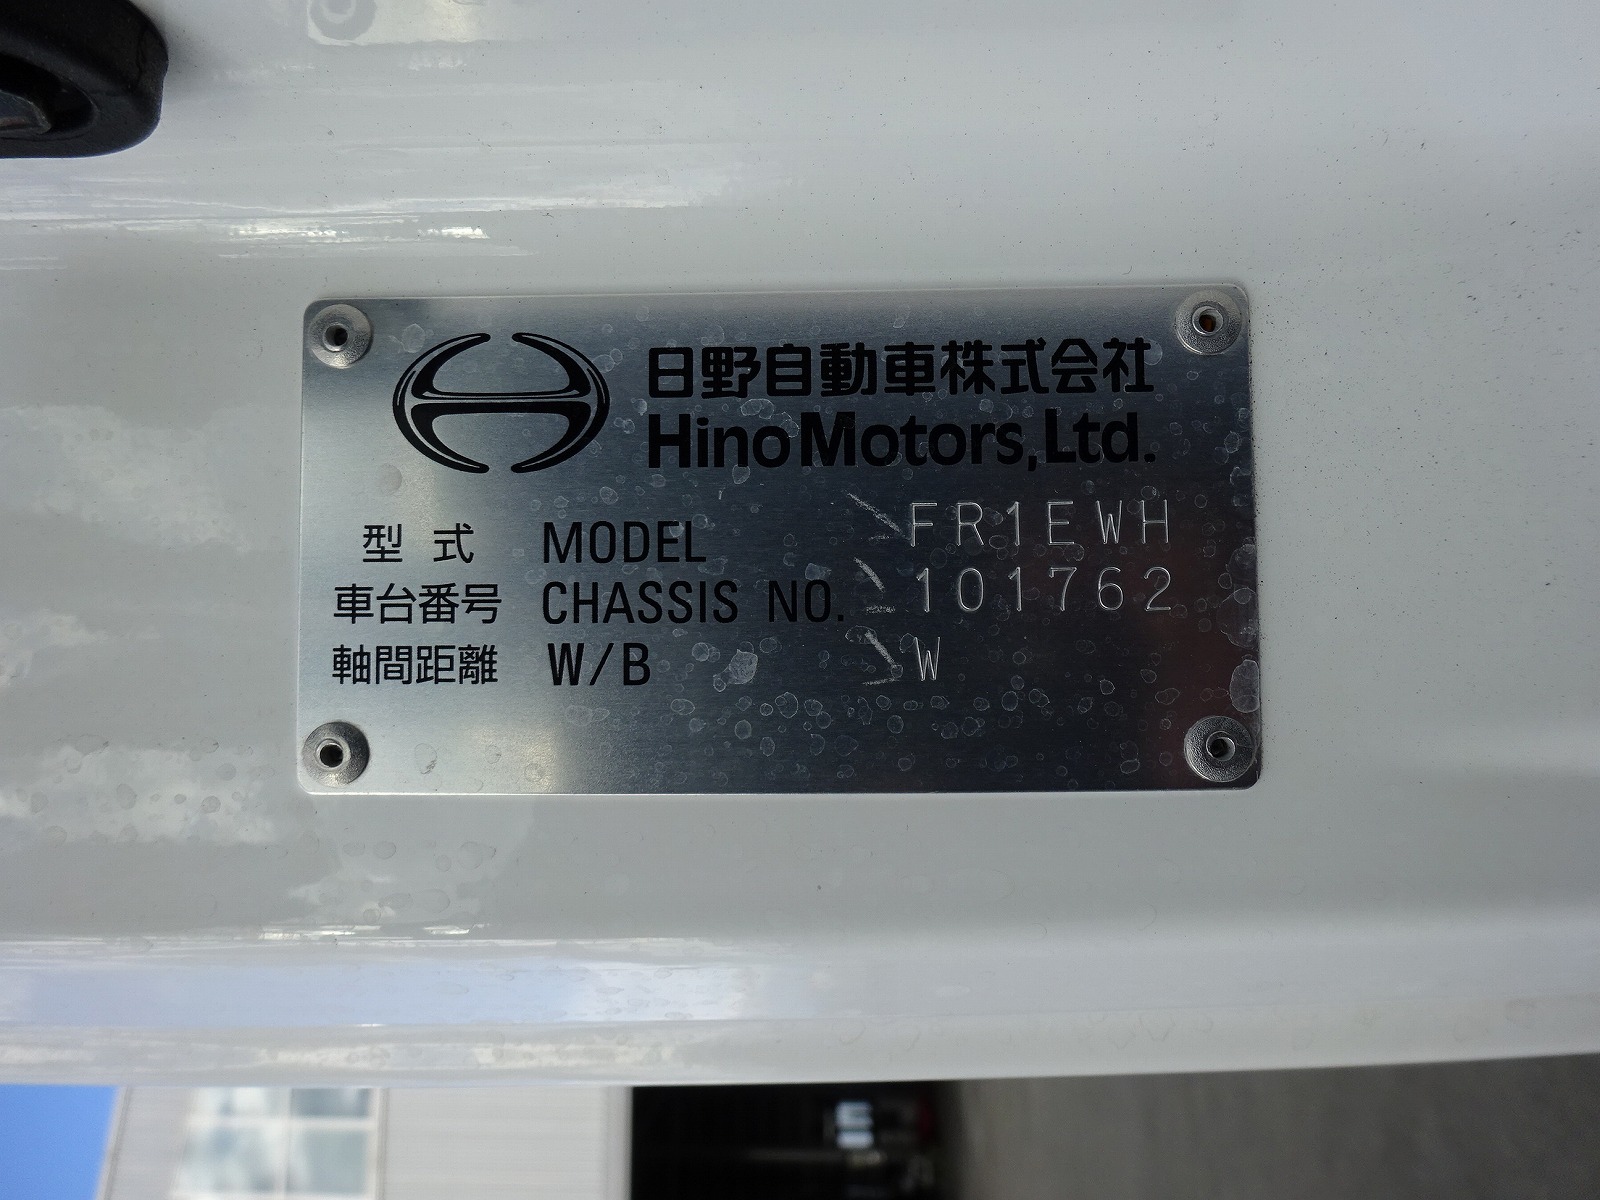 日野自動車株式会社
Hino Motors, Ltd.
型式 MODEL FR1EWH
車台番号 CHASSIS NO. 101762
軸間距離 W/B W